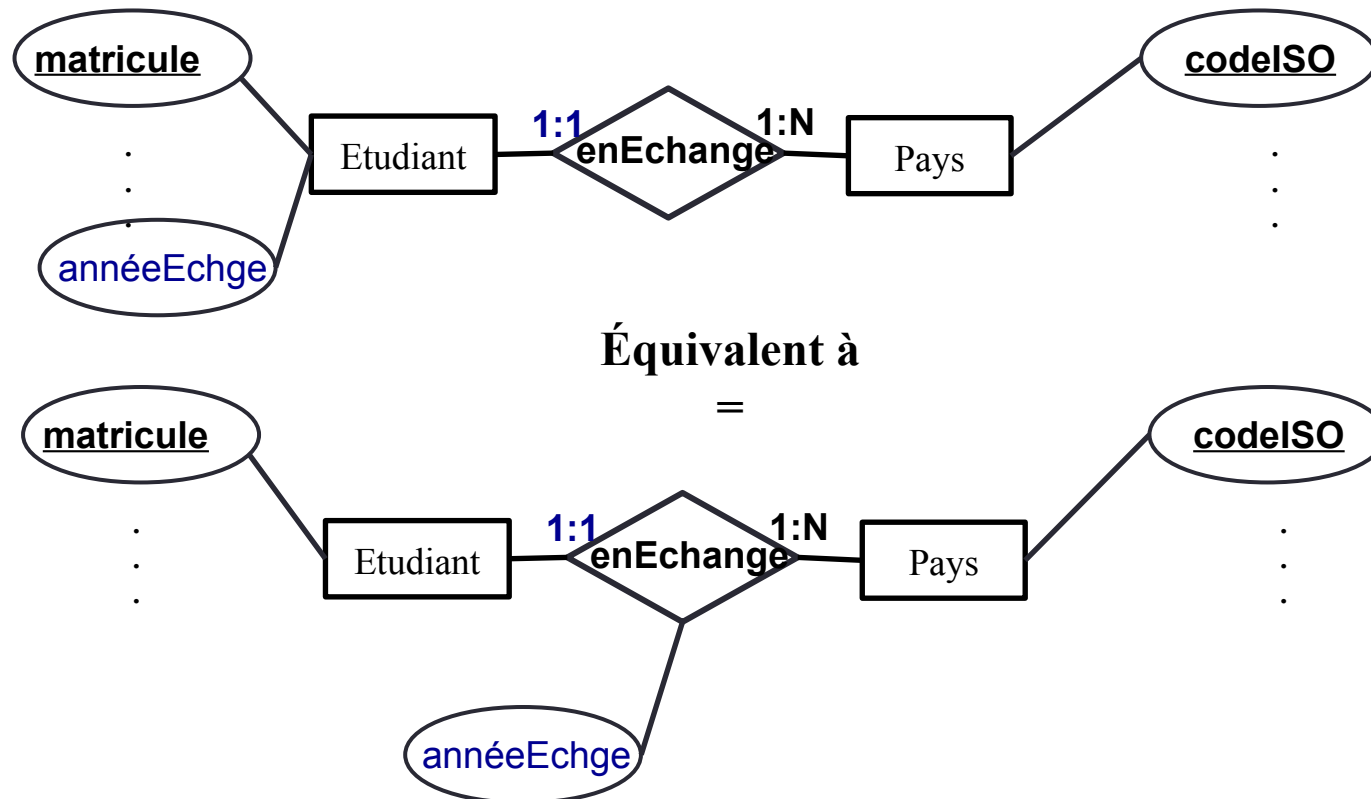 matricule
codeISO
1:1
1:N
Etudiant
enEchange
Pays
annéeEchge
Équivalent à
=
matricule
codeISO
1:1
1:N
Etudiant
enEchange
Pays
annéeEchge